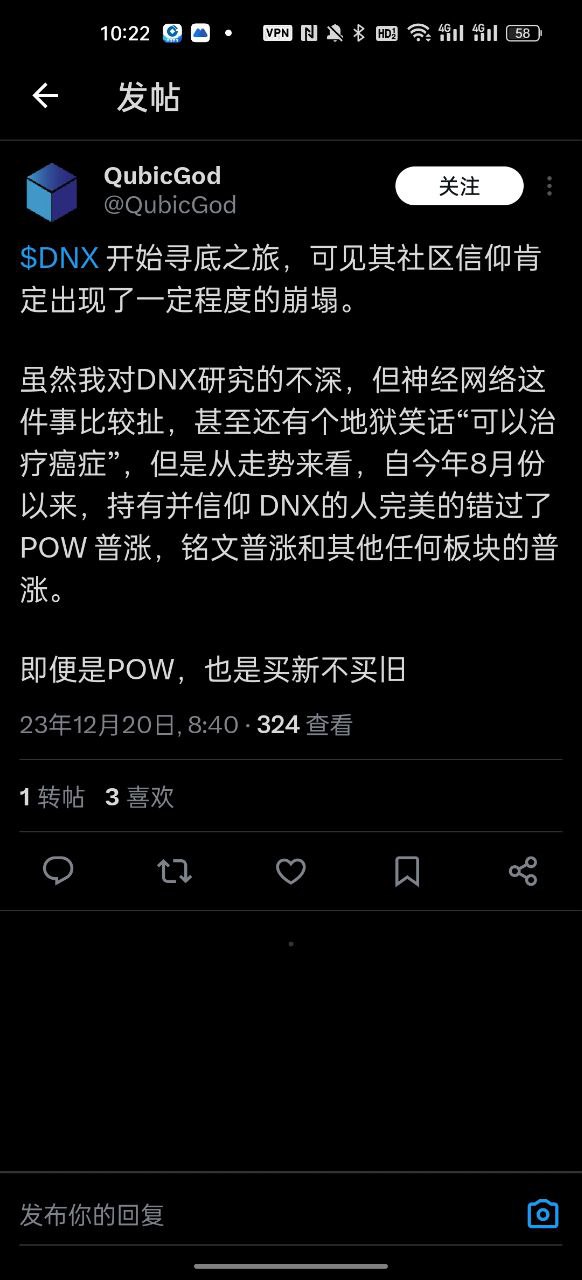 10:22 VPN HD 4G 4G 58
发帖
QubicGod
@QubicGod
关注
$DNX 开始寻底之旅，可见其社区信仰肯
定出现了一定程度的崩塌。
虽然我对DNX研究的不深，但神经网络这
件事比较扯，甚至还有个地狱笑话“可以治
疗癌症”，但是从走势来看，自今年8月份
以来，持有并信仰 DNX的人完美的错过了
POW 普涨，铭文普涨和其他任何板块的普
涨。
即便是POW，也是买新不买旧
23年12月20日, 8:40 · 324 查看
1 转帖 3 喜欢
发布你的回复